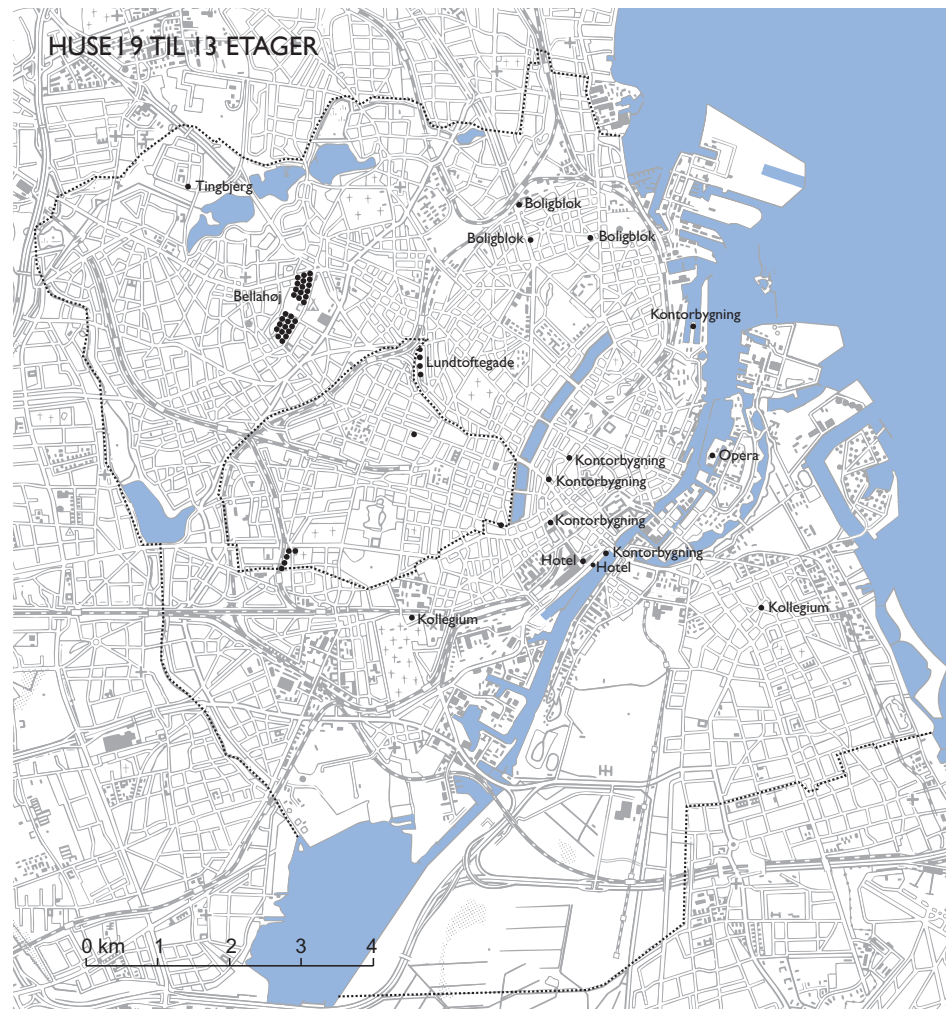 HUSE I 9 TIL 13 ETAGER
Tingbjerg
Boligblok
Boligblok
Boligblok
Bellahøj
Kontorbygning
Lundtoftegade
Opera
Kontorbygning
Kontorbygning
Kontorbygning
Kontorbygning
Hotel
Hotel
Kollegium
Kollegium
0 km 1 2 3 4